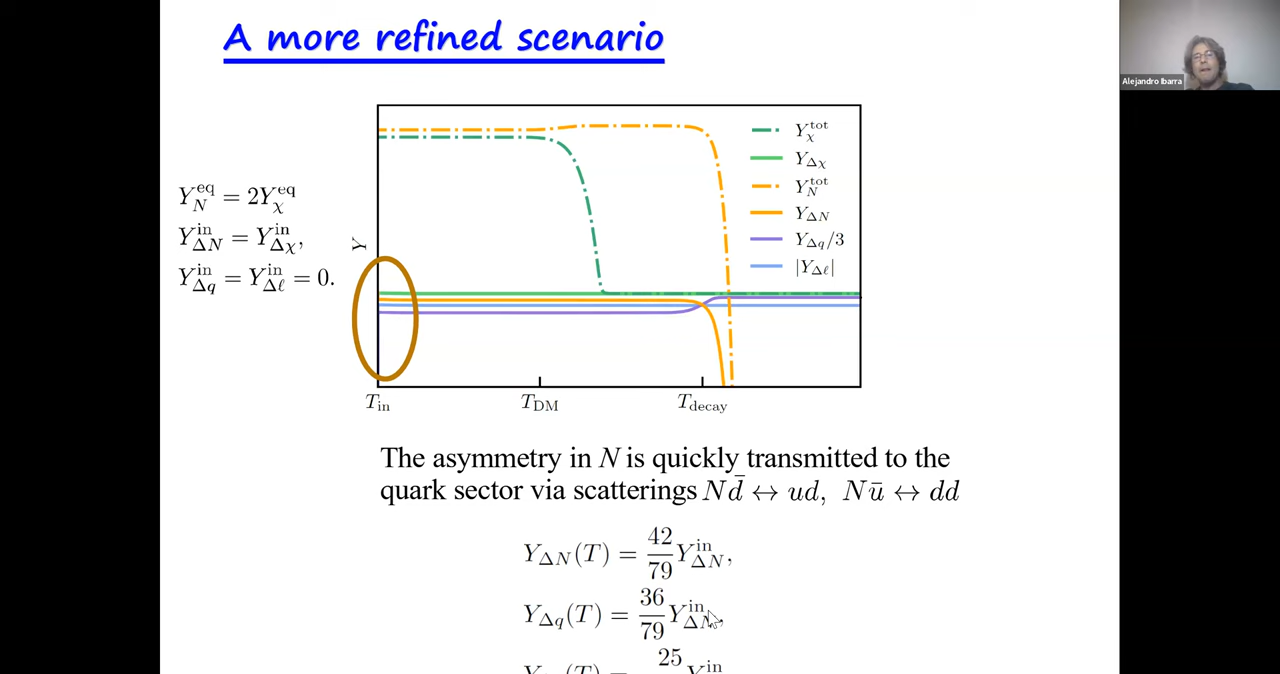 A more refined scenario
Alejandro Ibarra
Y_N^eq = 2Y_χ^eq
Y_ΔN^in = Y_Δχ^in,
Y_Δq^in = Y_Δℓ^in = 0.
Y
Y_χ^tot
Y_Δχ
Y_N^tot
Y_ΔN
Y_Δq/3
|Y_Δℓ|
T_in
T_DM
T_decay
The asymmetry in N is quickly transmitted to the
quark sector via scatterings Nd̄ ↔ ud, Nū ↔ dd
Y_ΔN(T) = 42/79 Y_ΔN^in,
Y_Δq(T) = 36/79 Y_ΔN^in,
25